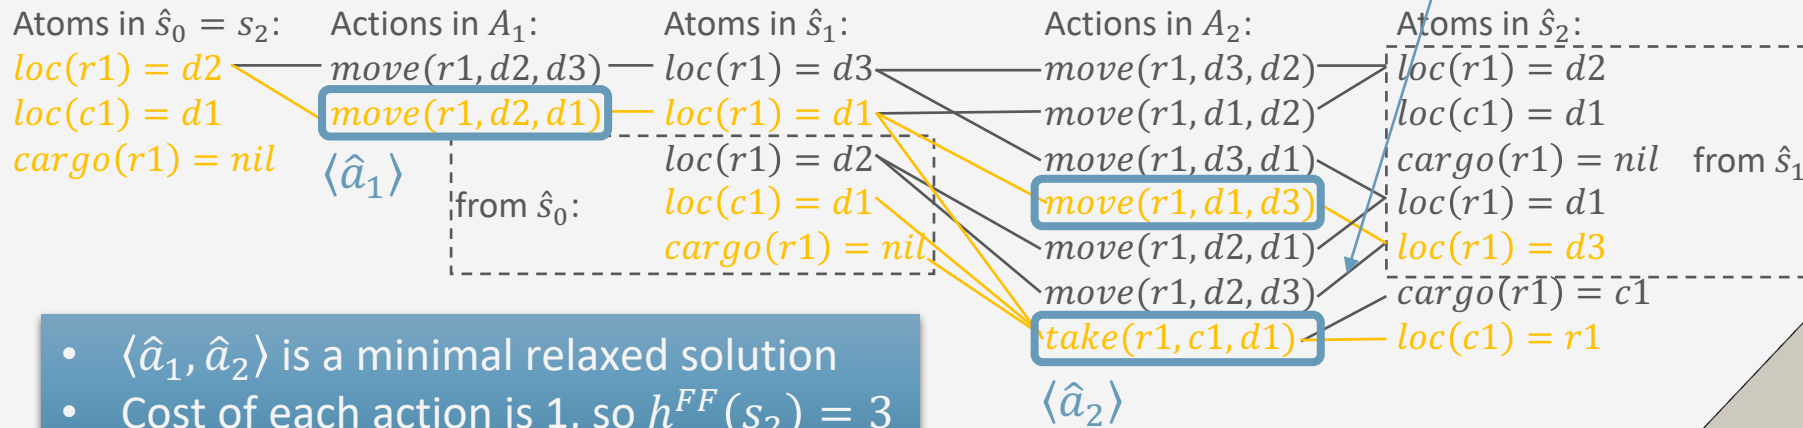 Atoms in ŝ₀ = s₂:
loc(r1) = d2
loc(c1) = d1
cargo(r1) = nil
Actions in A₁:
move(r1, d2, d3)
move(r1, d2, d1)
⟨â₁⟩
Atoms in ŝ₁:
loc(r1) = d3
loc(r1) = d1
from ŝ₀:
loc(r1) = d2
loc(c1) = d1
cargo(r1) = nil
Actions in A₂:
move(r1, d3, d2)
move(r1, d1, d2)
move(r1, d3, d1)
move(r1, d1, d3)
move(r1, d2, d1)
move(r1, d2, d3)
take(r1, c1, d1)
⟨â₂⟩
Atoms in ŝ₂:
loc(r1) = d2
loc(c1) = d1
cargo(r1) = nil
from ŝ₁
loc(r1) = d1
loc(r1) = d3
cargo(r1) = c1
loc(c1) = r1
• ⟨â₁, â₂⟩ is a minimal relaxed solution
• Cost of each action is 1, so h^FF(s₂) = 3